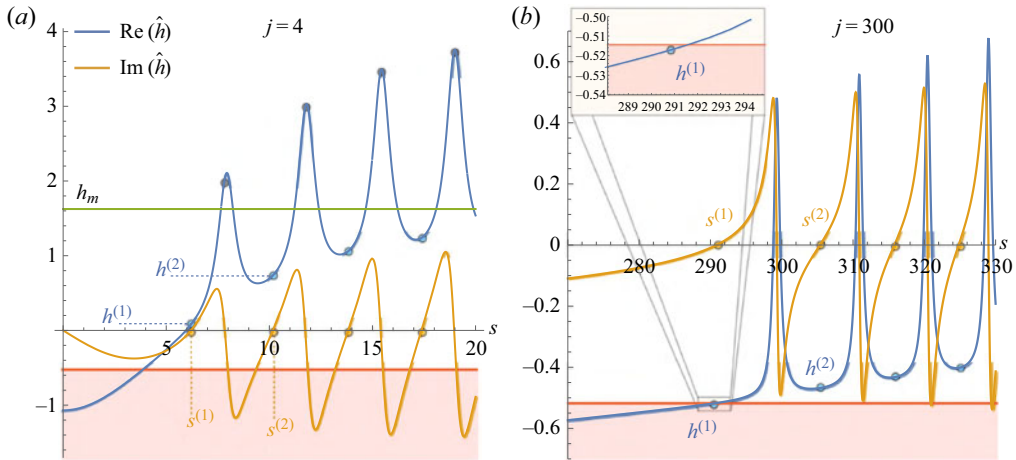 (a)
j = 4
Re (ĥ)
Im (ĥ)
4
3
2
1
–1
h_m
h^(2)
h^(1)
s^(1)
s^(2)
5
10
15
20
s
(b)
j = 300
–0.50
–0.51
–0.52
–0.53
–0.54
h^(1)
289 290 291 292 293 294
0.6
0.4
0.2
0
–0.2
–0.4
–0.6
s^(1)
s^(2)
s
280
290
300
310
320
330
h^(2)
h^(1)